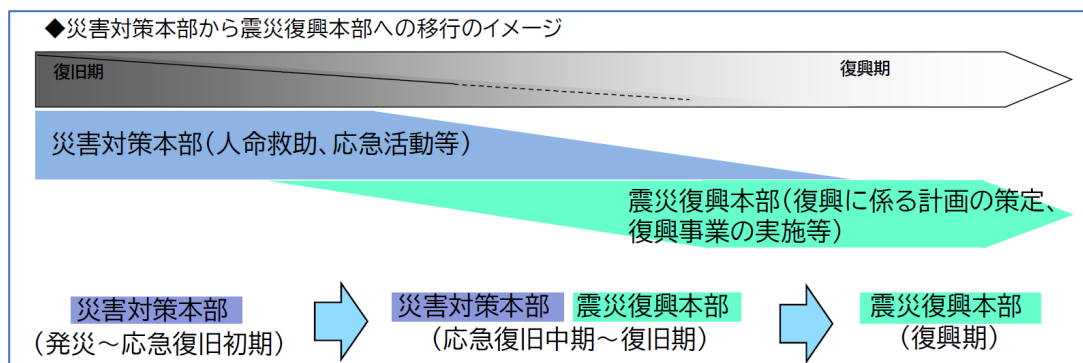 ◆災害対策本部から震災復興本部への移行のイメージ
復旧期
復興期
災害対策本部（人命救助、応急活動等）
震災復興本部（復興に係る計画の策定、
復興事業の実施等）
災害対策本部
（発災～応急復旧初期）
災害対策本部 震災復興本部
（応急復旧中期～復旧期）
震災復興本部
（復興期）